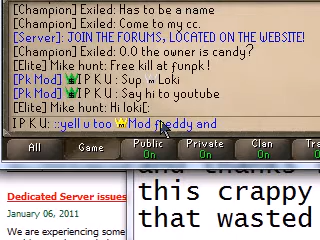 [Champion] Exiled: Has to be a name
[Champion] Exiled: Come to my cc.
[Server]: JOIN THE FORUMS, LOCATED ON THE WEBSITE!
[Champion] Exiled: 0.0 the owner is candy?
[Elite] Mike hunt: Free kill at funpk!
[Pk Mod] I P K U : Sup Loki
[Pk Mod] I P K U : Say hi to youtube
[Elite] Mike hunt: Hi loki[:
I P K U: ::yell u too Mod freddy and
All Game Public On Private On Clan On Tra
Dedicated Server issues
January 06, 2011
We are experiencing some
this crappy
that wasted